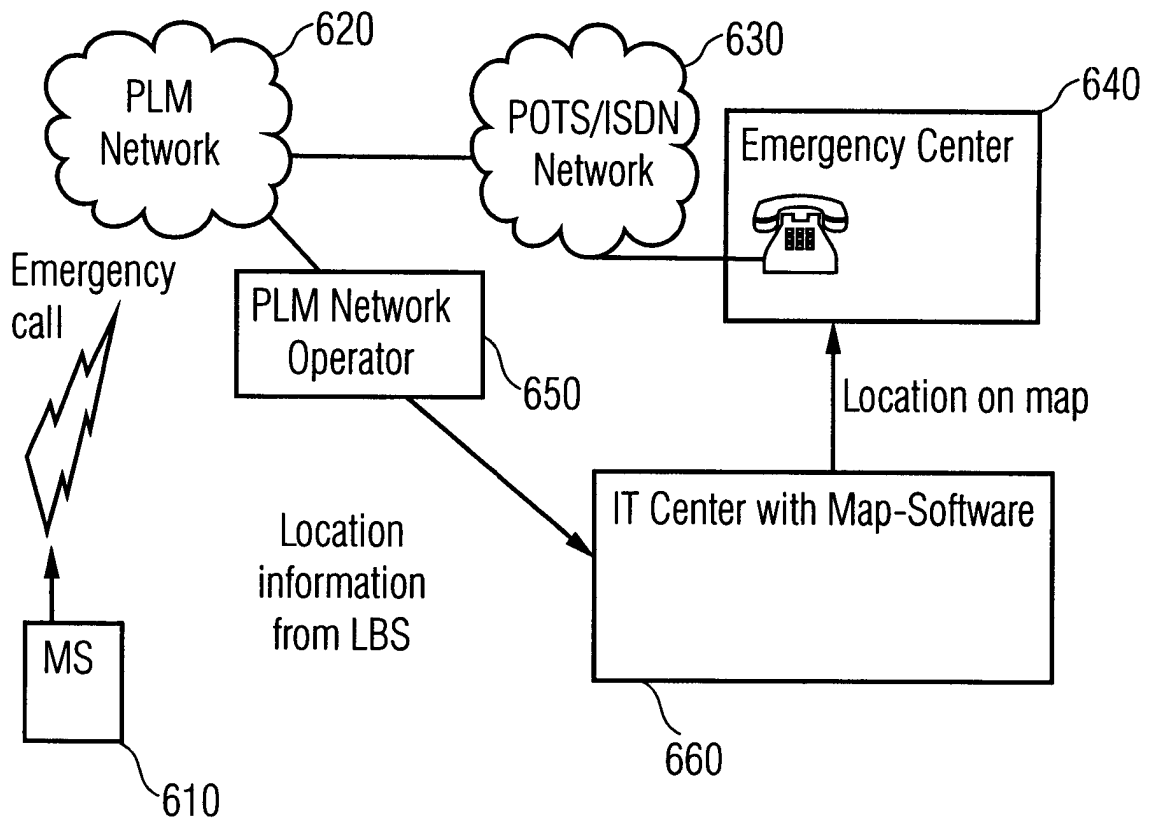 620
PLM
Network
630
POTS/ISDN
Network
640
Emergency Center
Emergency
call
PLM Network
Operator
650
Location on map
IT Center with Map-Software
Location
information
from LBS
MS
610
660